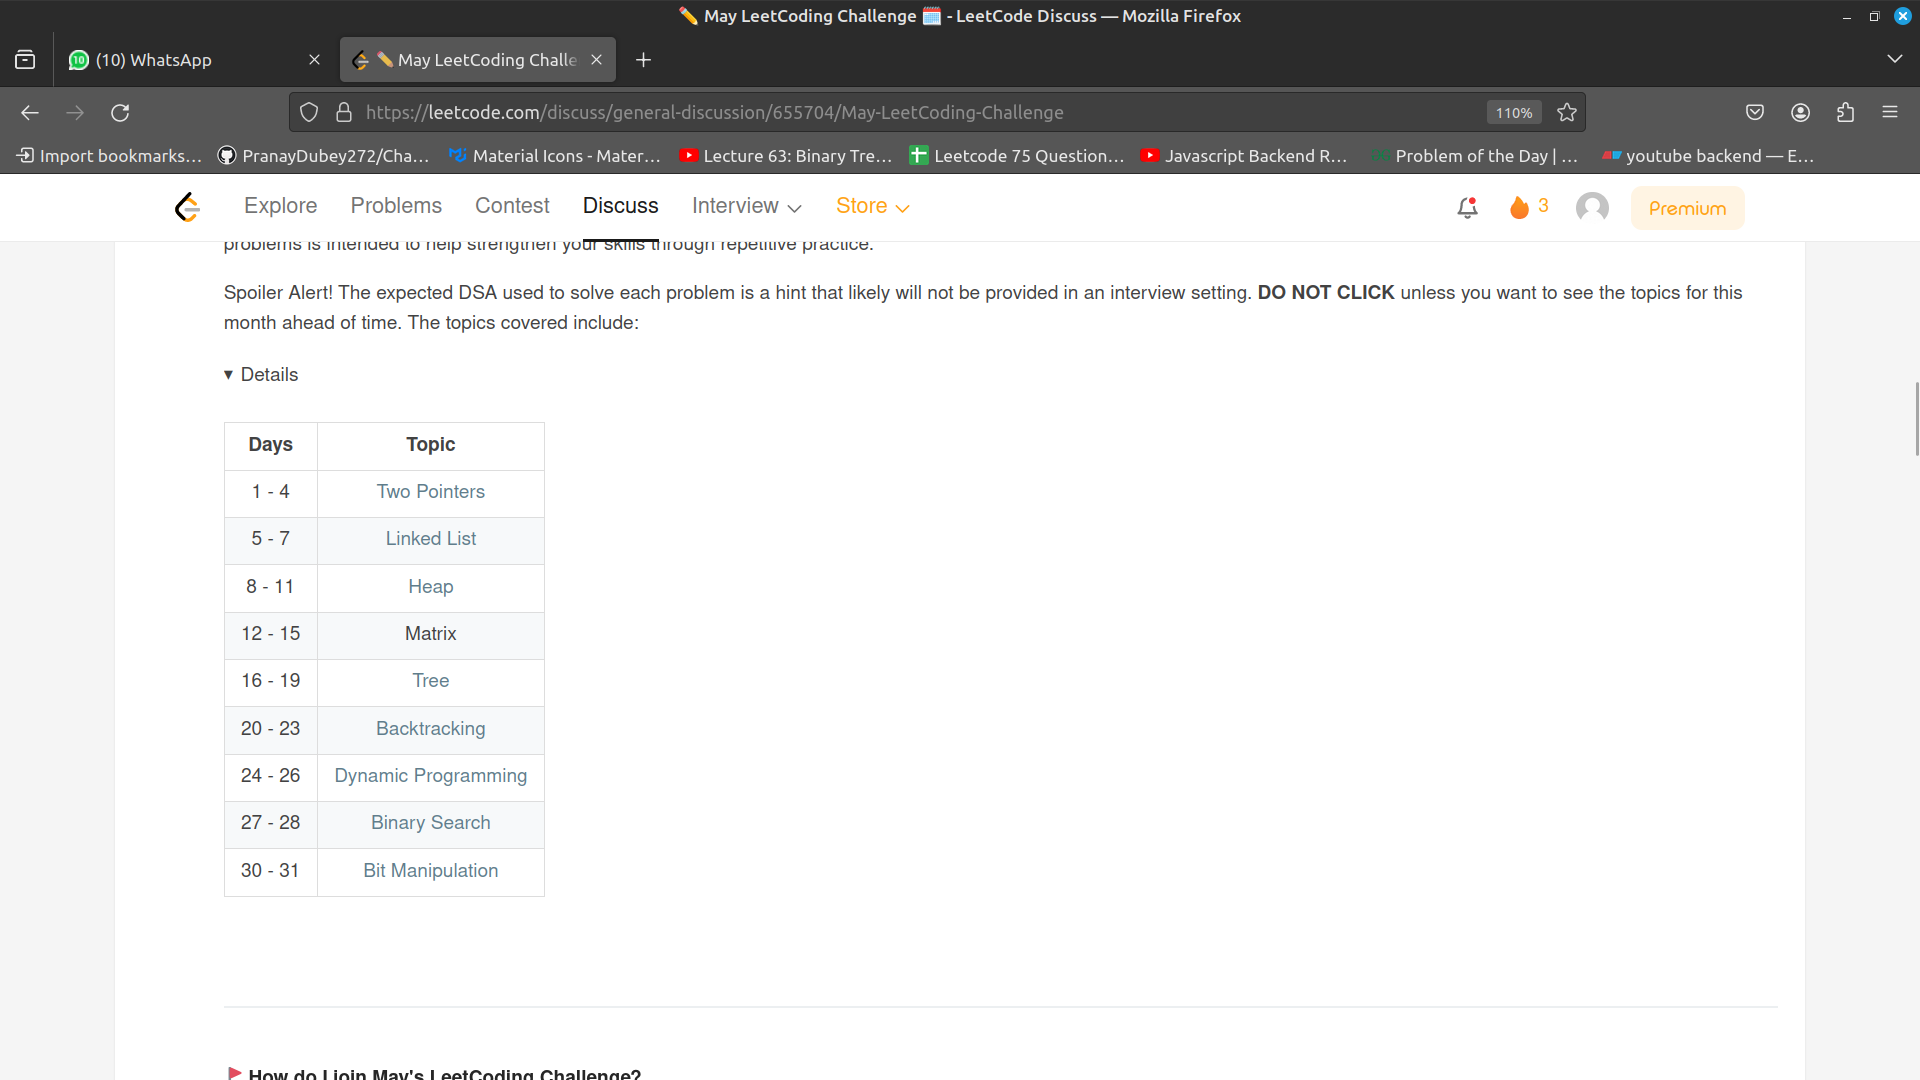 May LeetCoding Challenge - LeetCode Discuss — Mozilla Firefox
(10) WhatsApp
May LeetCoding Challe
https://leetcode.com/discuss/general-discussion/655704/May-LeetCoding-Challenge
110%
Import bookmarks... PranayDubey272/Cha... Material Icons - Mater... Lecture 63: Binary Tre... Leetcode 75 Question... Javascript Backend R... Problem of the Day | ... youtube backend — E...
Explore Problems Contest Discuss Interview Store 3 Premium
problems is intended to help strengthen your skills through repetitive practice.
Spoiler Alert! The expected DSA used to solve each problem is a hint that likely will not be provided in an interview setting. DO NOT CLICK unless you want to see the topics for this
month ahead of time. The topics covered include:
▾ Details
Days Topic
1 - 4 Two Pointers
5 - 7 Linked List
8 - 11 Heap
12 - 15 Matrix
16 - 19 Tree
20 - 23 Backtracking
24 - 26 Dynamic Programming
27 - 28 Binary Search
30 - 31 Bit Manipulation
How do I join May's LeetCoding Challenge?